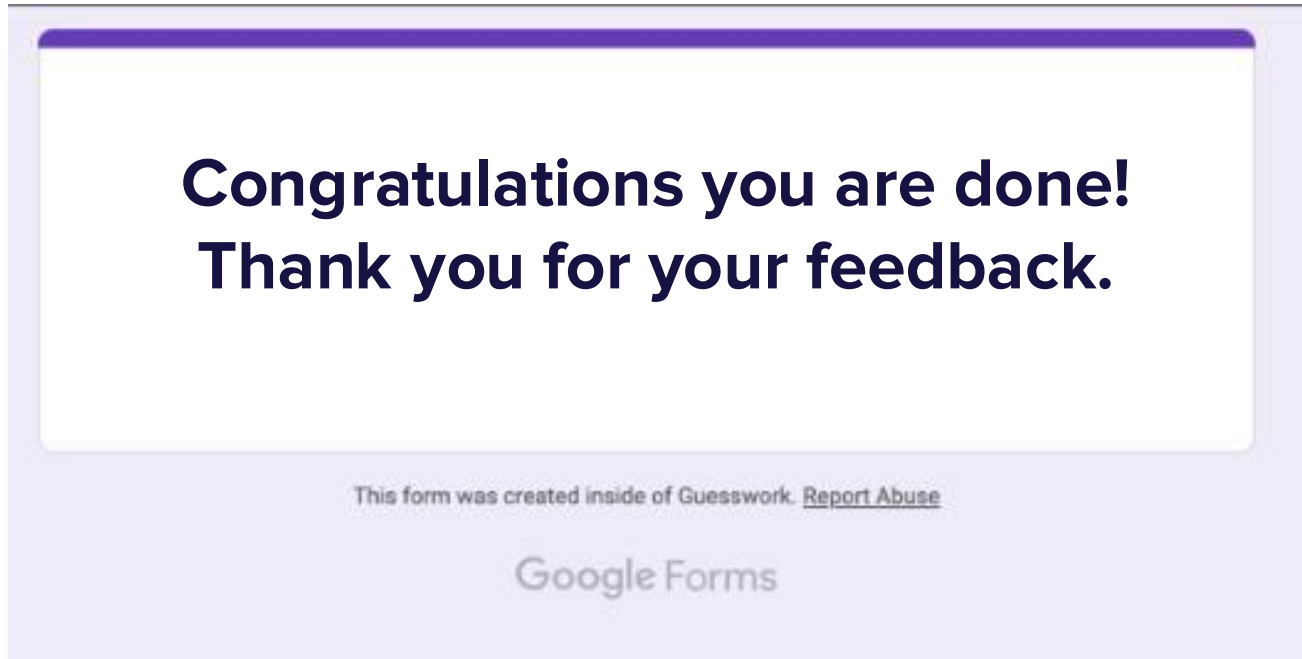 Congratulations you are done!
Thank you for your feedback.
This form was created inside of Guesswork. Report Abuse
Google Forms